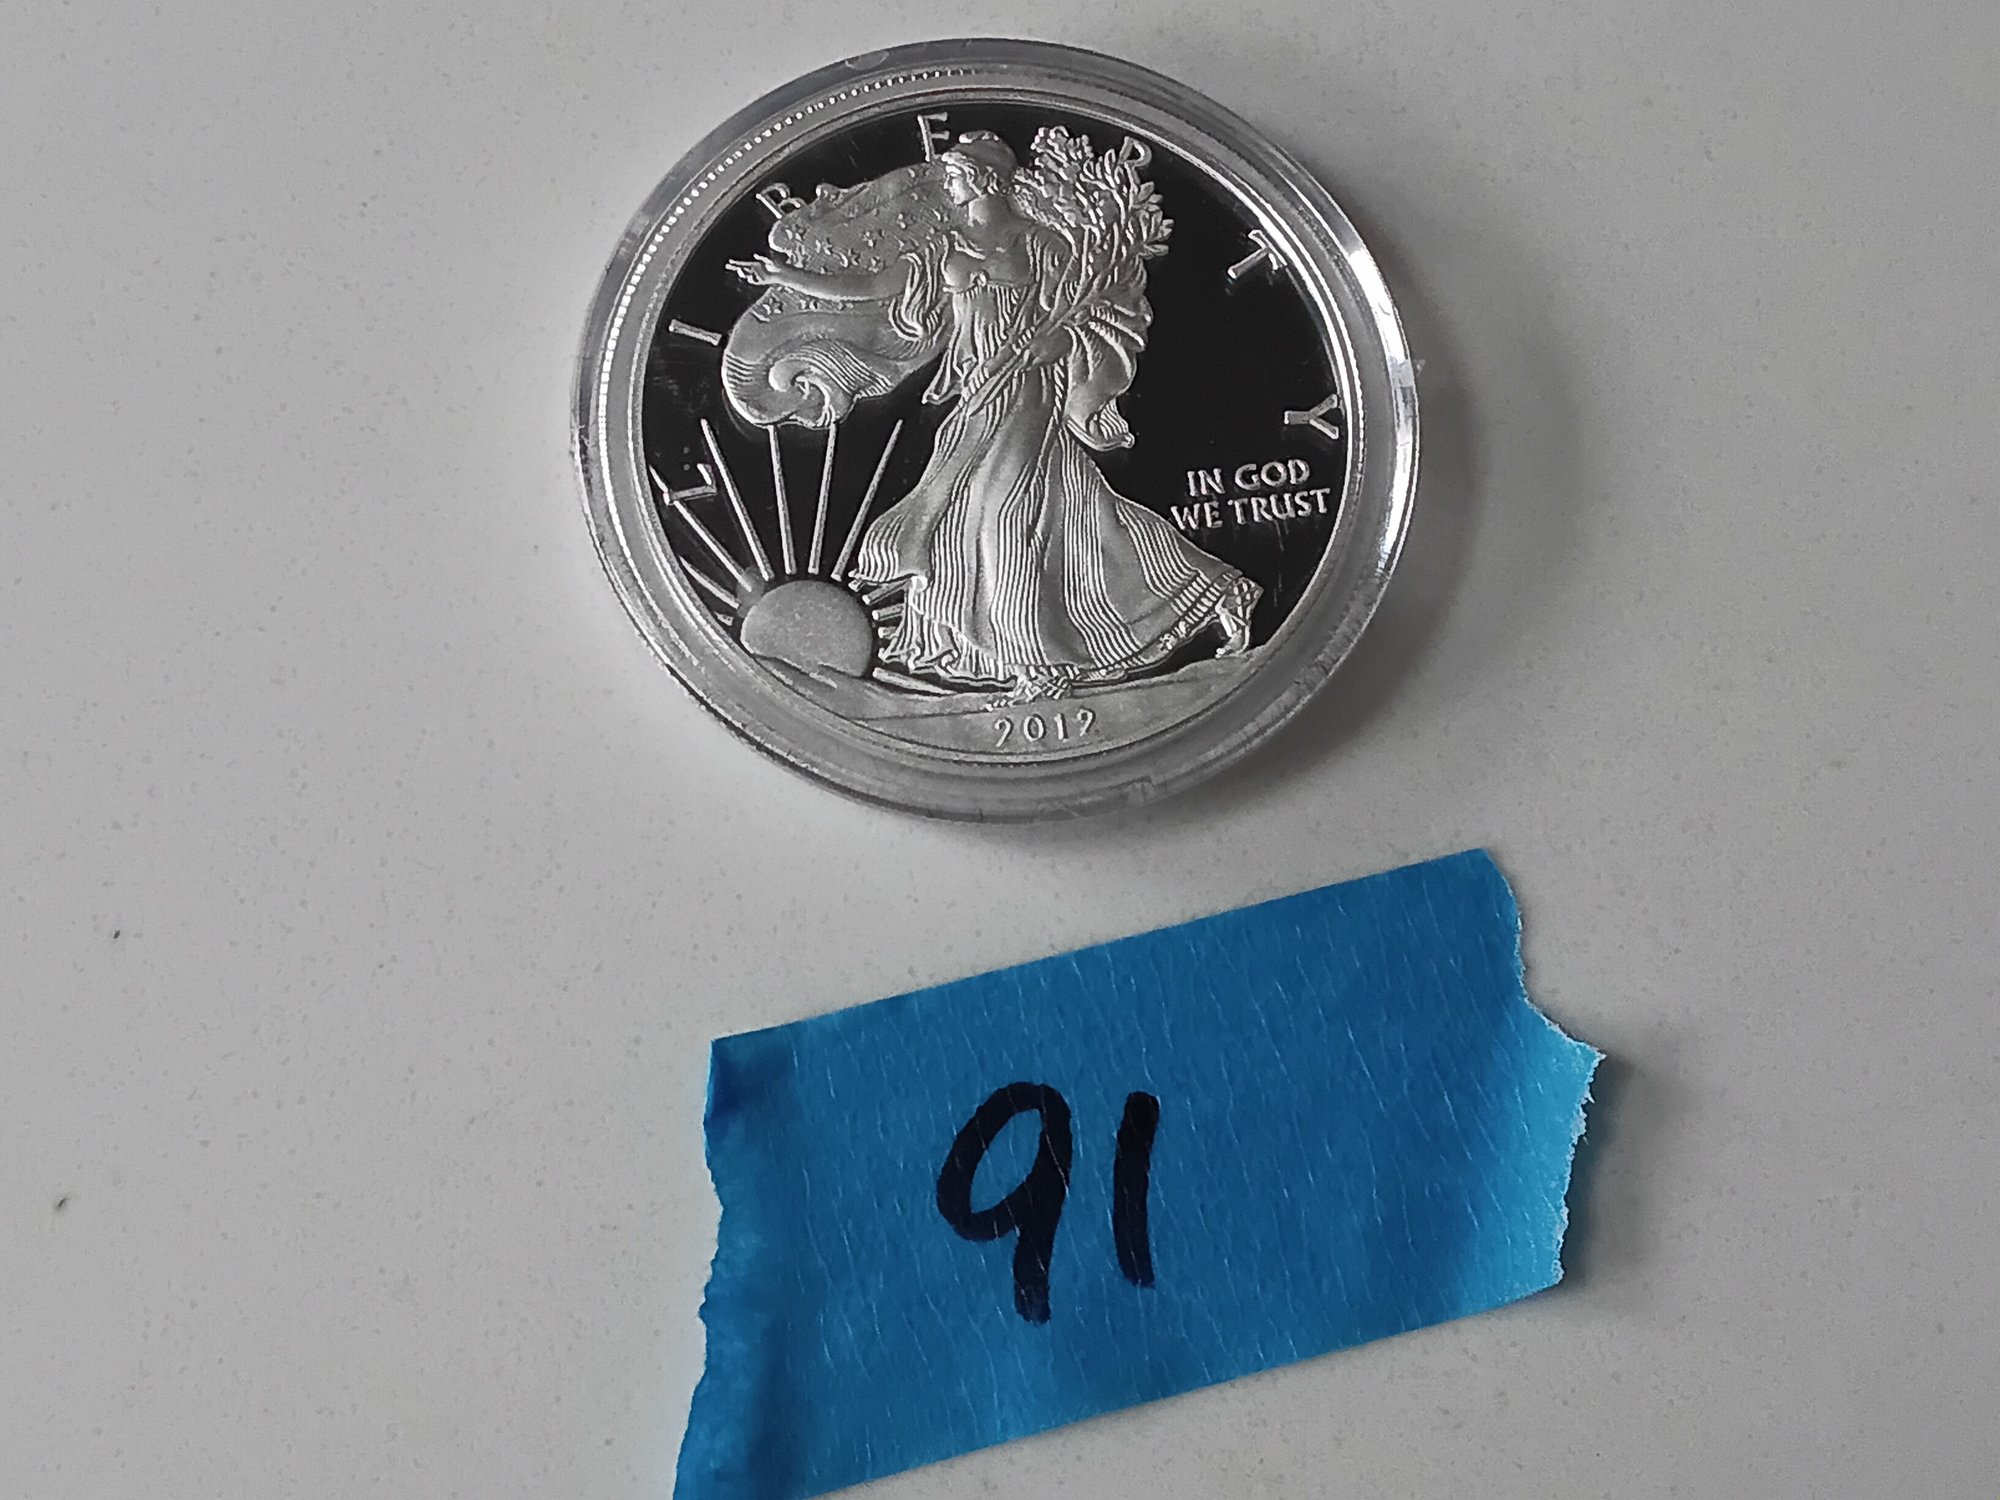 LIBERTY
IN GOD
WE TRUST
2012
91